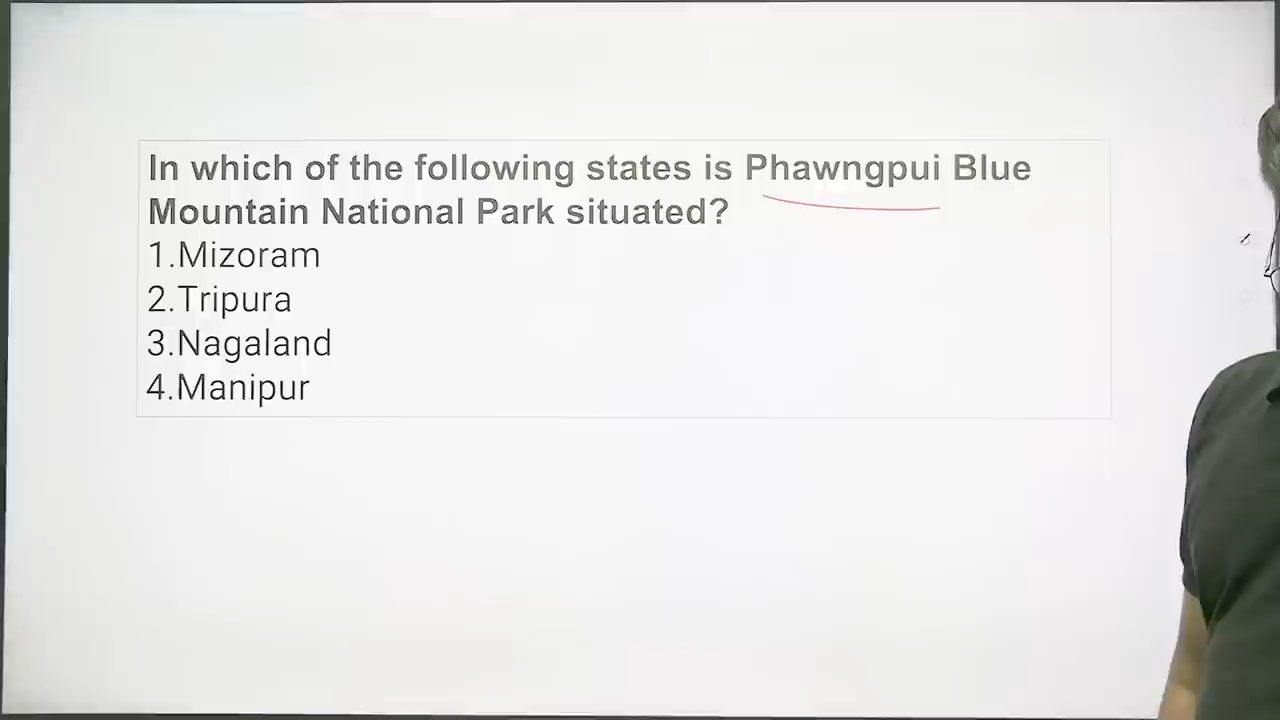 In which of the following states is Phawngpui Blue
Mountain National Park situated?
1.Mizoram
2.Tripura
3.Nagaland
4.Manipur